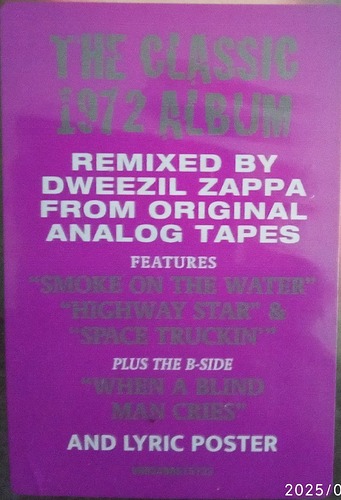 THE CLASSIC
1972 ALBUM
REMIXED BY
DWEEZIL ZAPPA
FROM ORIGINAL
ANALOG TAPES
FEATURES
"SMOKE ON THE WATER"
"HIGHWAY STAR" &
"SPACE TRUCKIN'"
PLUS THE B-SIDE
"WHEN A BLIND
MAN CRIES"
AND LYRIC POSTER
2025/0